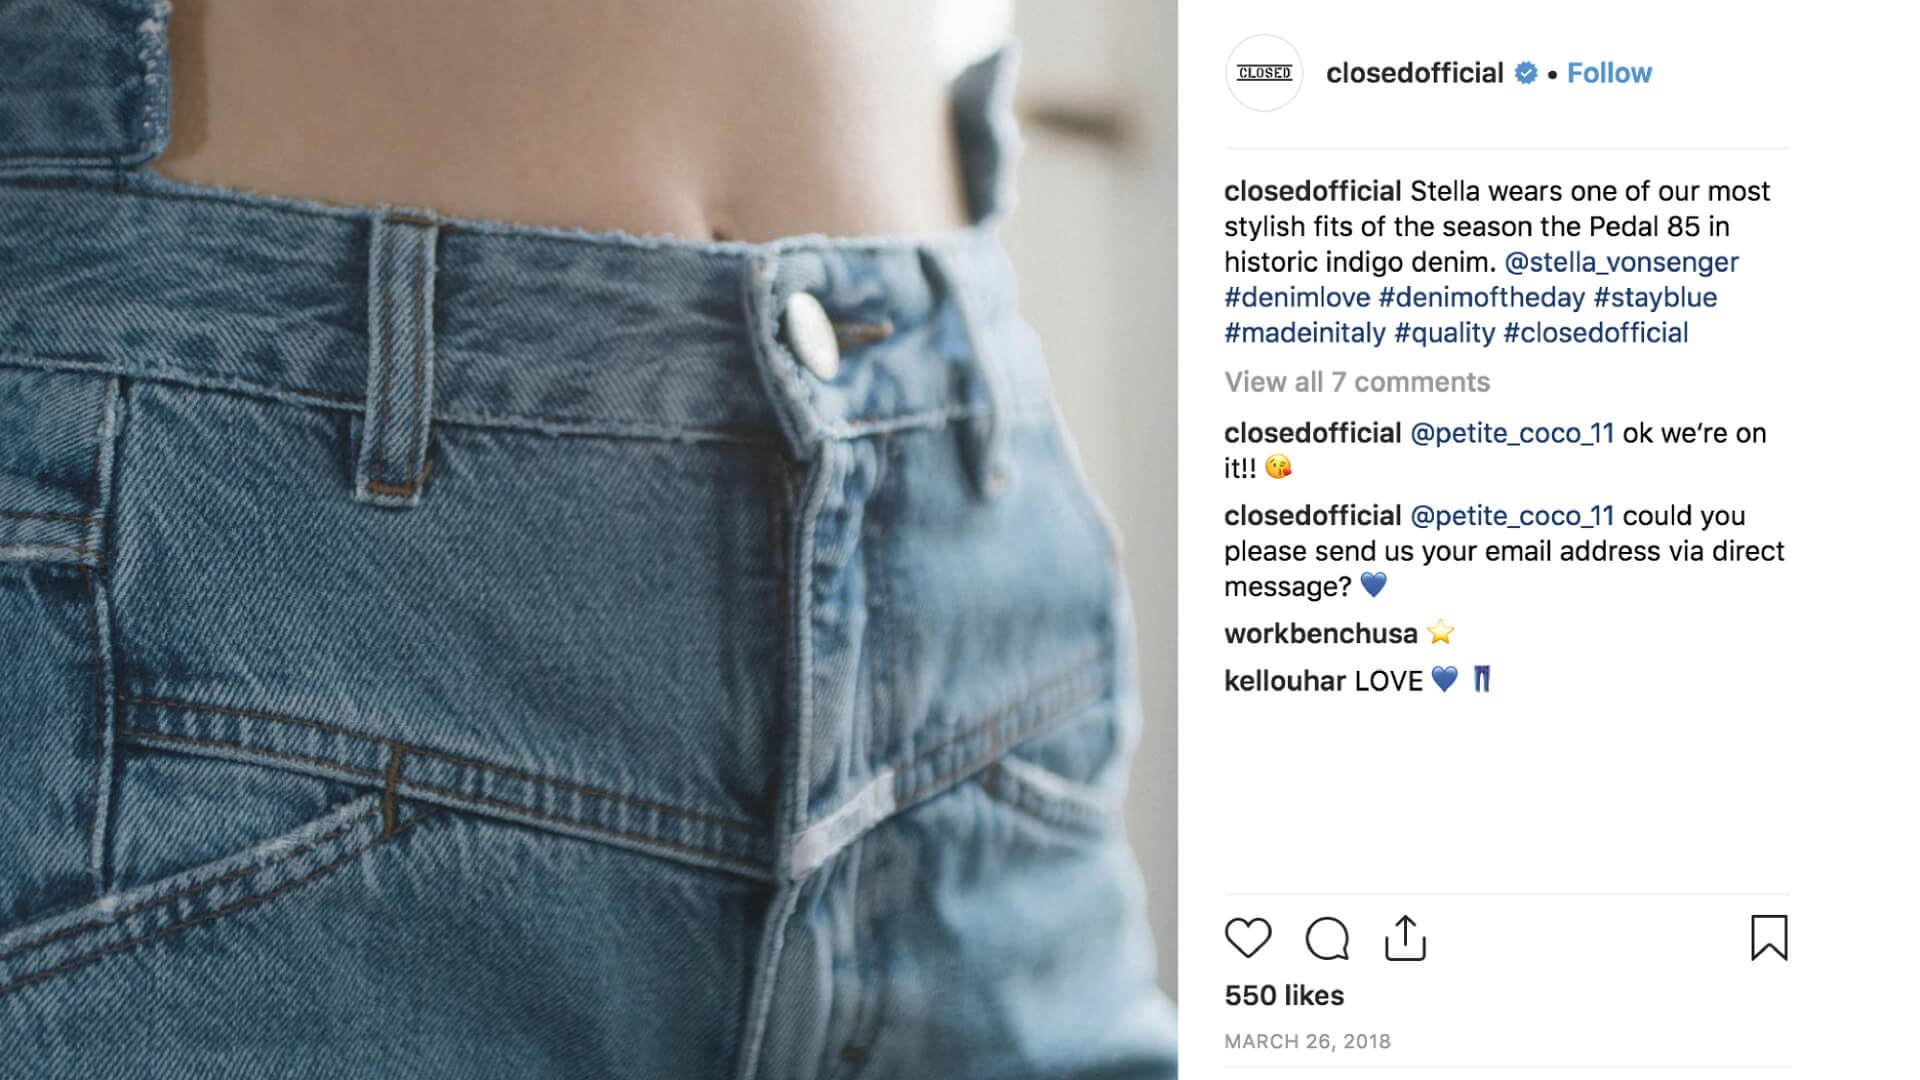 CLOSED
closedofficial • Follow
closedofficial Stella wears one of our most
stylish fits of the season the Pedal 85 in
historic indigo denim. @stella_vonsenger
#denimlove #denimoftheday #stayblue
#madeinitaly #quality #closedofficial
View all 7 comments
closedofficial @petite_coco_11 ok we’re on
it!! 😘
closedofficial @petite_coco_11 could you
please send us your email address via direct
message? 💙
workbenchusa ⭐
kellouhar LOVE 💙 👖
550 likes
MARCH 26, 2018